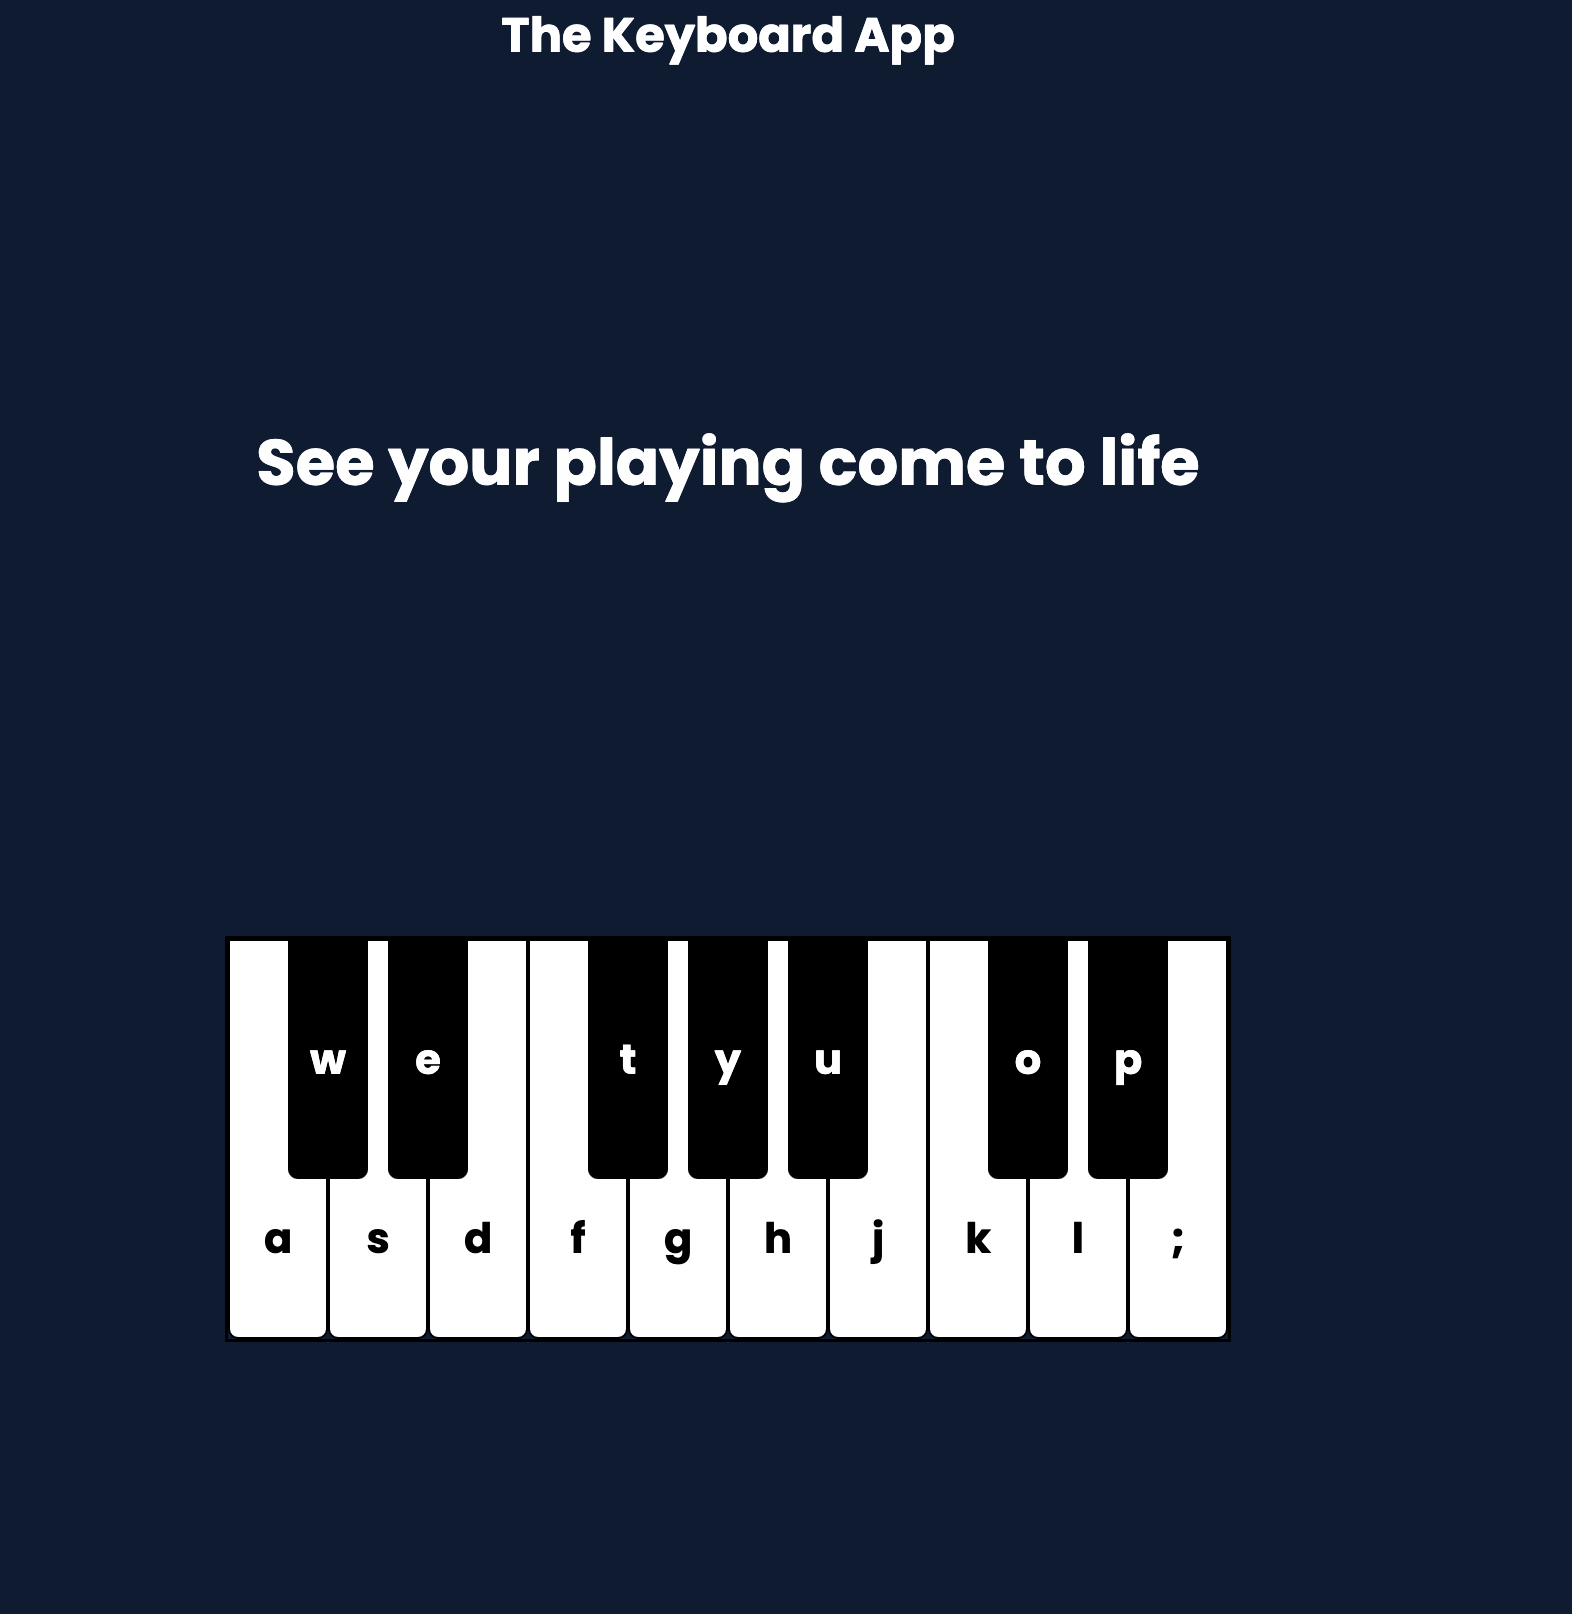 The Keyboard App
See your playing come to life
w e t y u o p
a s d f g h j k l ;